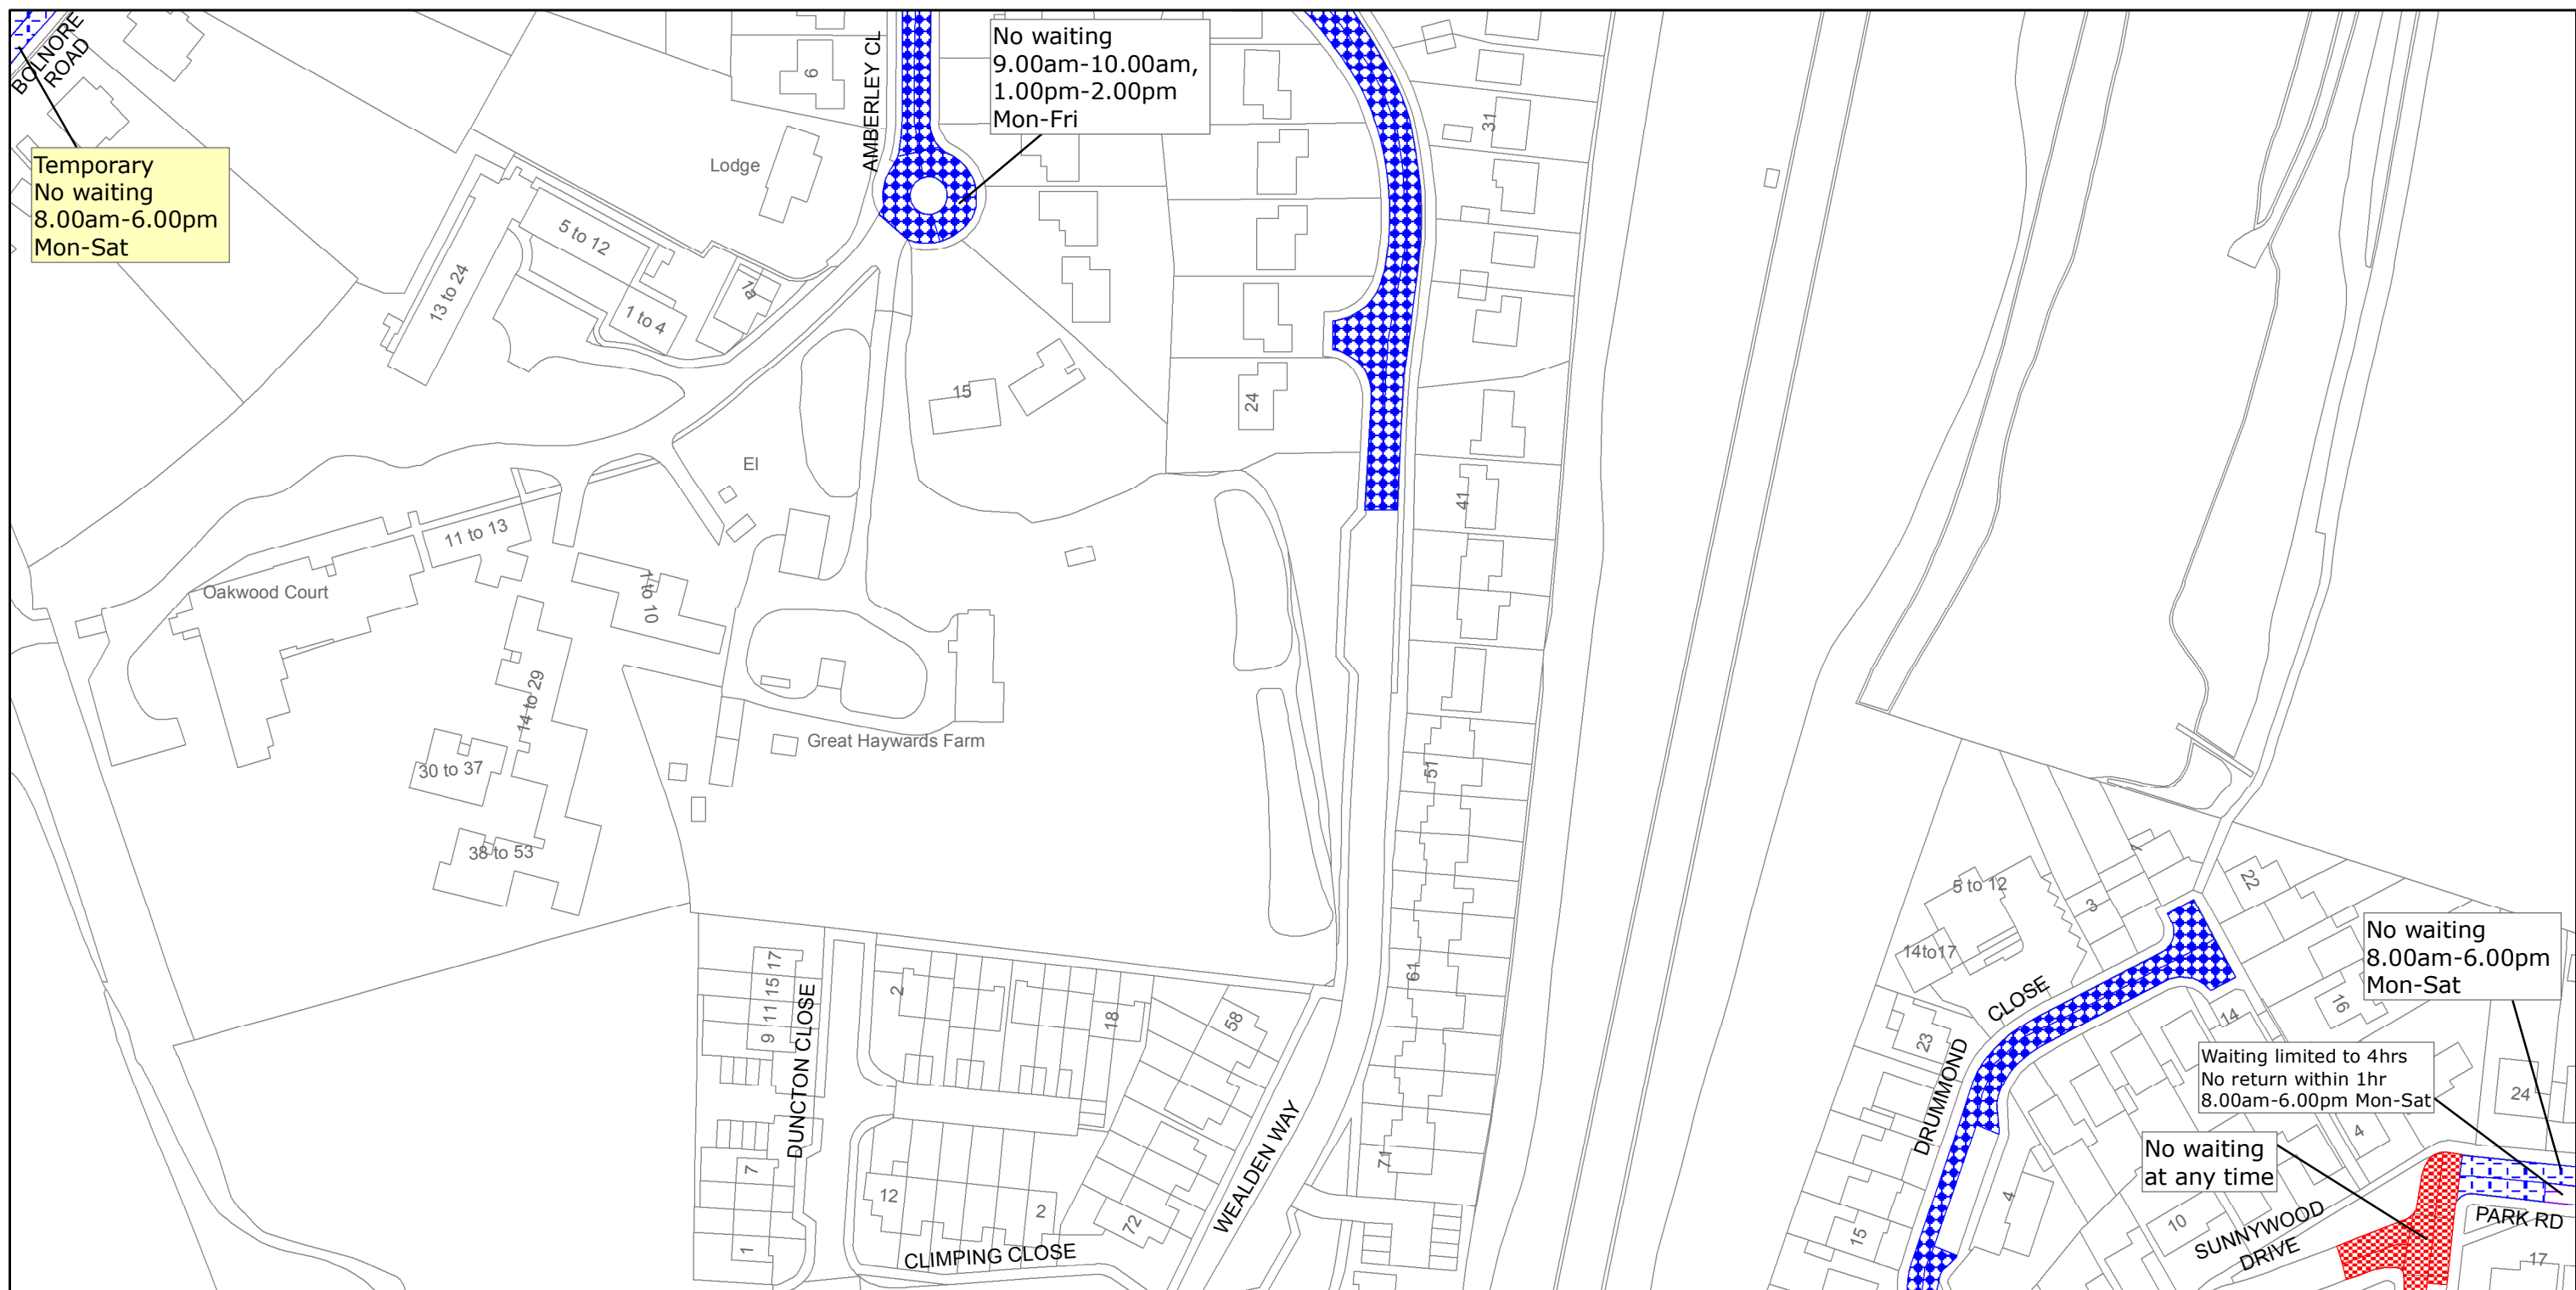 BOLNORE
ROAD
Temporary
No waiting
8.00am-6.00pm
Mon-Sat
AMBERLEY CL
No waiting
9.00am-10.00am,
1.00pm-2.00pm
Mon-Fri
6
Lodge
5 to 12
13 to 24
1 to 4
7a
15
24
31
41
El
11 to 13
Oakwood Court
1 to 10
14 to 29
Great Haywards Farm
30 to 37
38 to 53
51
61
71
17
15
11
9
7
1
DUNCTON CLOSE
2
18
58
12
2
72
CLIMPING CLOSE
WEALDEN WAY
5 to 12
14to17
1
3
22
16
14
23
15
4
DRUMMOND
CLOSE
No waiting
8.00am-6.00pm
Mon-Sat
Waiting limited to 4hrs
No return within 1hr
8.00am-6.00pm Mon-Sat
24
4
No waiting
at any time
10
SUNNYWOOD
DRIVE
PARK RD
17